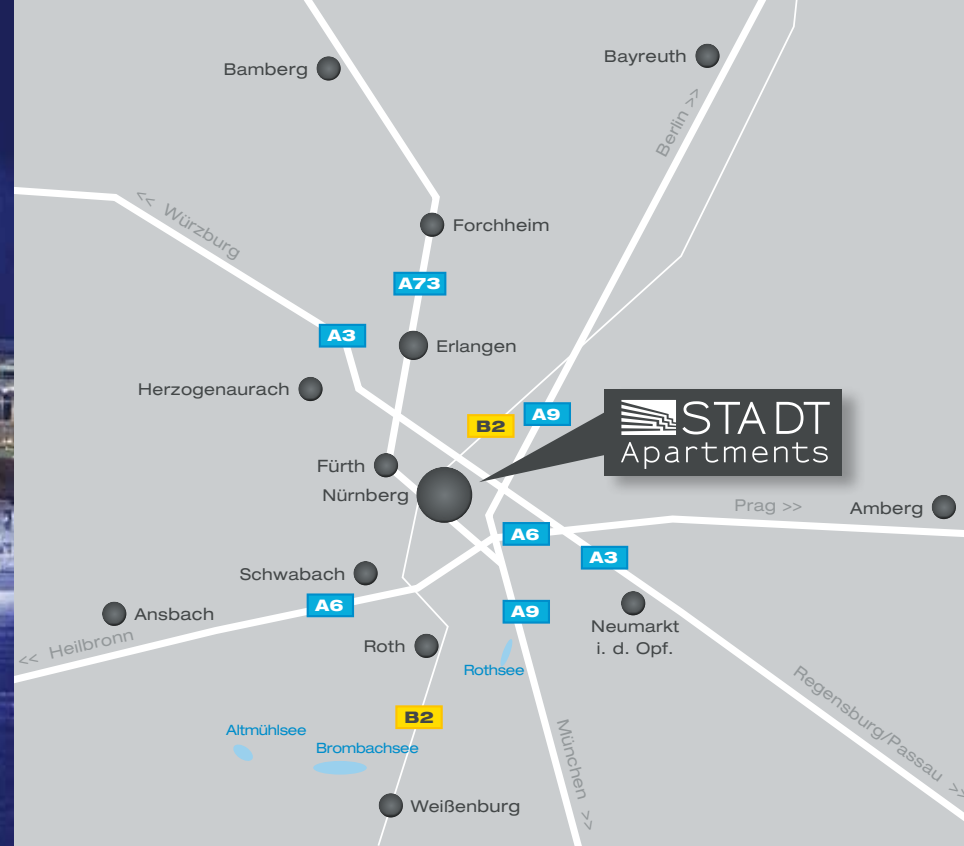 Bayreuth
Bamberg
Berlin >>
<< Würzburg
Forchheim
A73
A3
Erlangen
Herzogenaurach
STADT
Apartments
A9
B2
Fürth
Nürnberg
Prag >>
Amberg
A6
A3
Schwabach
A6
Ansbach
A9
Neumarkt
i. d. Opf.
<< Heilbronn
Roth
Rothsee
Regensburg/Passau >>
B2
Altmühlsee
Brombachsee
München >>
Weißenburg